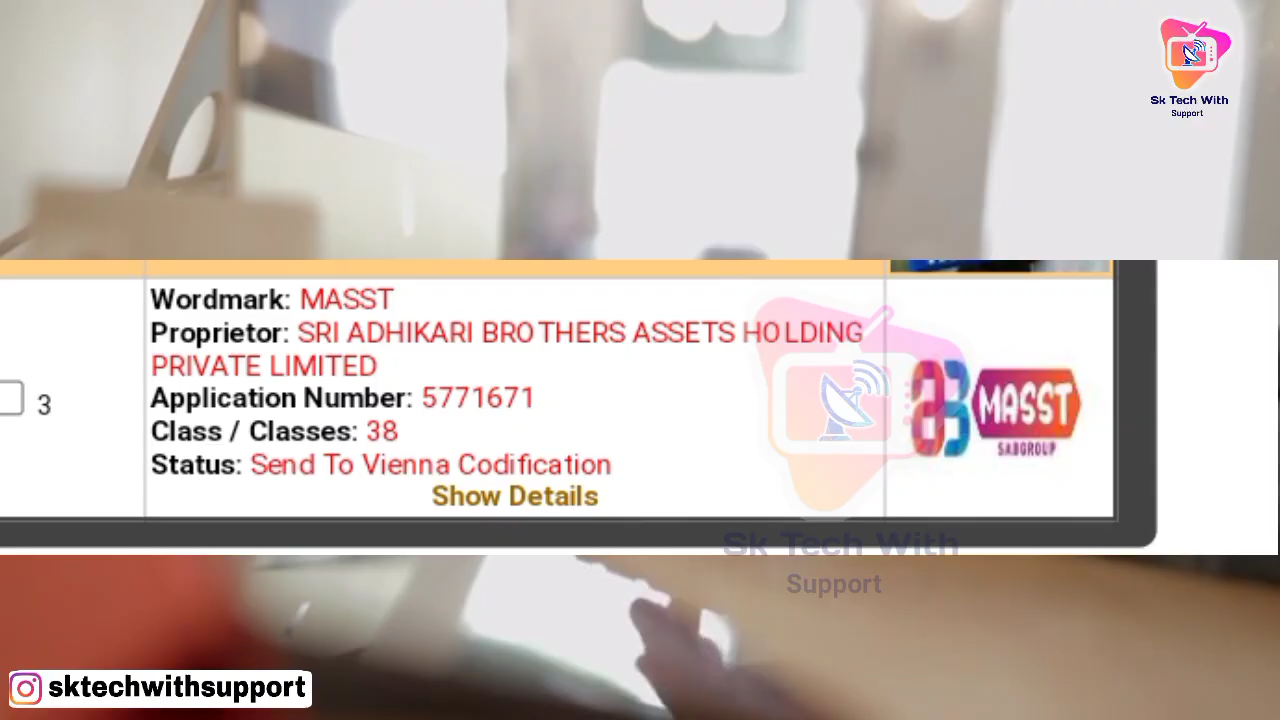 Sk Tech With
Support
Wordmark: MASST
Proprietor: SRI ADHIKARI BROTHERS ASSETS HOLDING
PRIVATE LIMITED
3
Application Number: 5771671
Class / Classes: 38
Status: Send To Vienna Codification
Show Details
MASST
SABGROUP
Sk Tech With
Support
sktechwithsupport